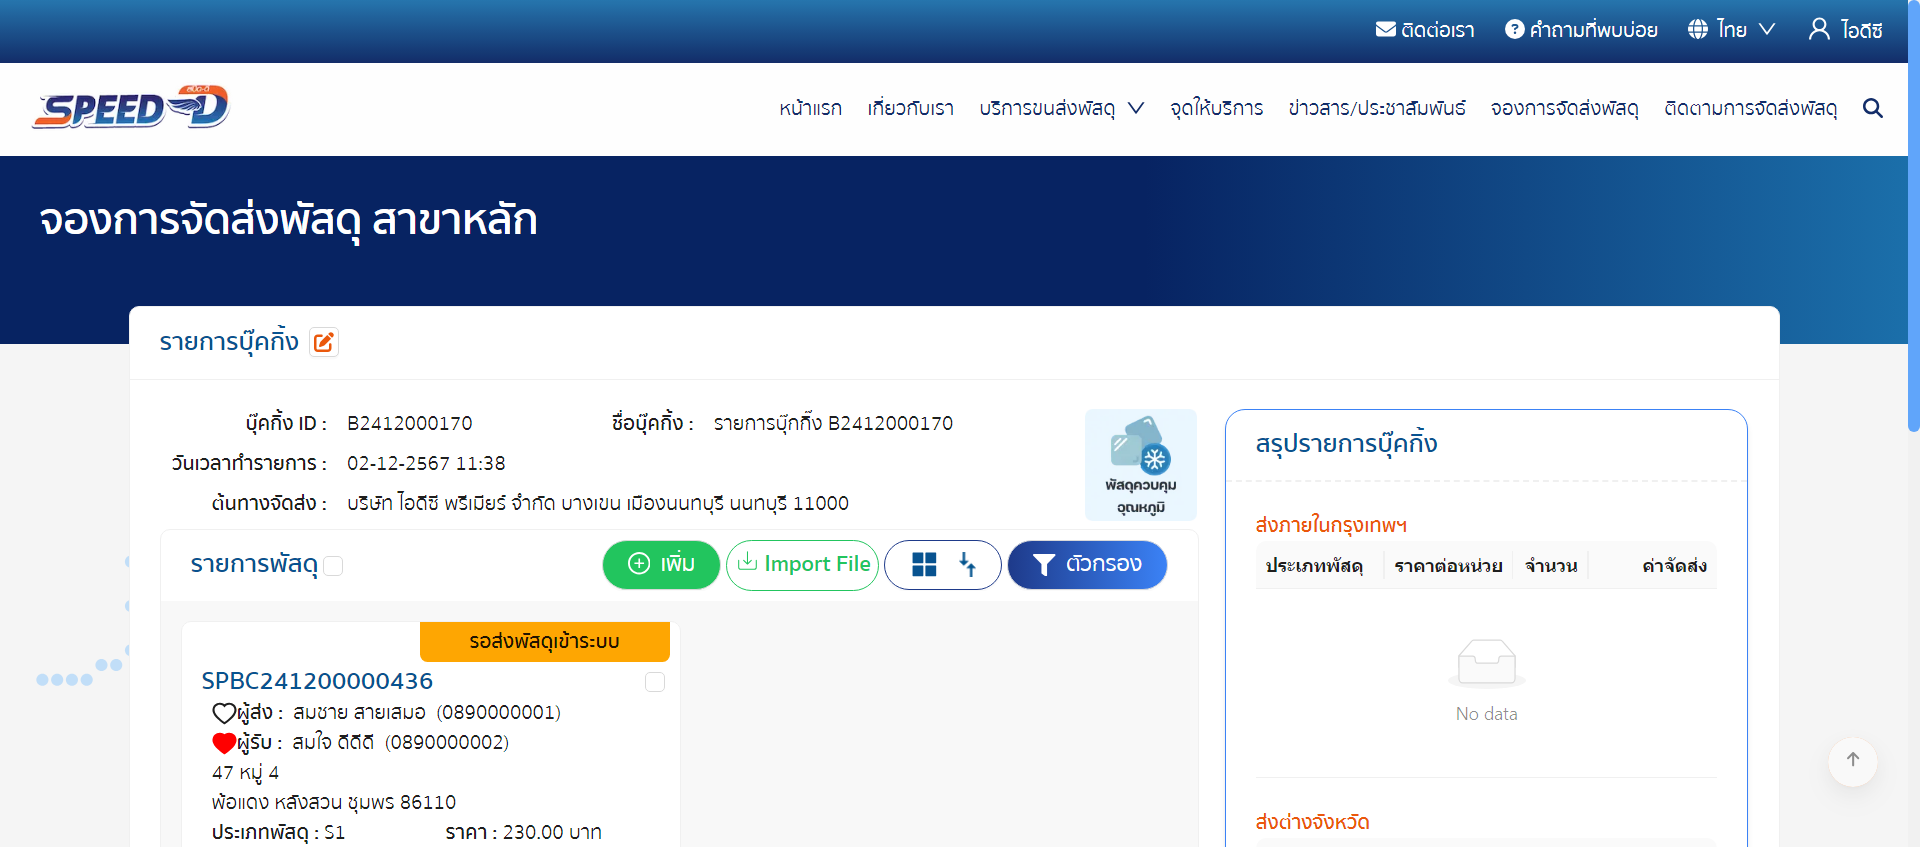 ติดต่อเรา
คำถามที่พบบ่อย
ไทย
ไอดีซี
สปีด-ดี
SPEED D
หน้าแรก
เกี่ยวกับเรา
บริการขนส่งพัสดุ
จุดให้บริการ
ข่าวสาร/ประชาสัมพันธ์
จองการจัดส่งพัสดุ
ติดตามการจัดส่งพัสดุ
จองการจัดส่งพัสดุ สาขาหลัก
รายการบุ๊คกิ้ง
บุ๊คกิ้ง ID : B2412000170
ชื่อบุ๊คกิ้ง : รายการบุ๊กกิ้ง B2412000170
วันเวลาทำรายการ : 02-12-2567 11:38
ต้นทางจัดส่ง : บริษัท ไอดีซี พรีเมียร์ จำกัด บางเขน เมืองนนทบุรี นนทบุรี 11000
พัสดุควบคุม
อุณหภูมิ
รายการพัสดุ
เพิ่ม
Import File
ตัวกรอง
รอส่งพัสดุเข้าระบบ
SPBC241200000436
ผู้ส่ง : สมชาย สายเสมอ (0890000001)
ผู้รับ : สมใจ ดีดีดี (0890000002)
47 หมู่ 4
พ้อแดง หลังสวน ชุมพร 86110
ประเภทพัสดุ : S1
ราคา : 230.00 บาท
สรุปรายการบุ๊คกิ้ง
ส่งภายในกรุงเทพฯ
ประเภทพัสดุ ราคาต่อหน่วย จำนวน ค่าจัดส่ง
No data
ส่งต่างจังหวัด